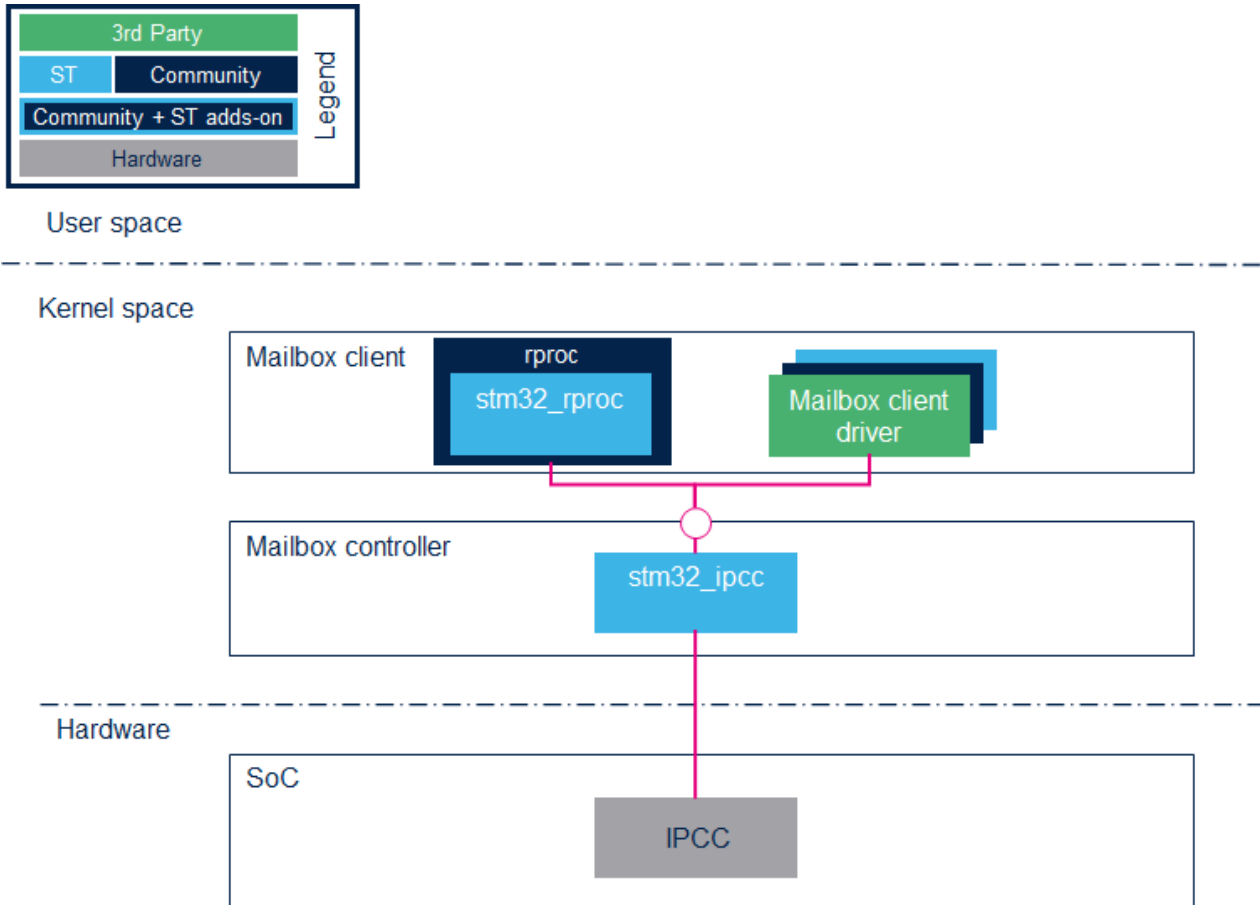 3rd Party
ST
Community
Community + ST adds-on
Hardware
Legend
User space
Kernel space
Mailbox client
rproc
stm32_rproc
Mailbox client
driver
Mailbox controller
stm32_ipcc
Hardware
SoC
IPCC